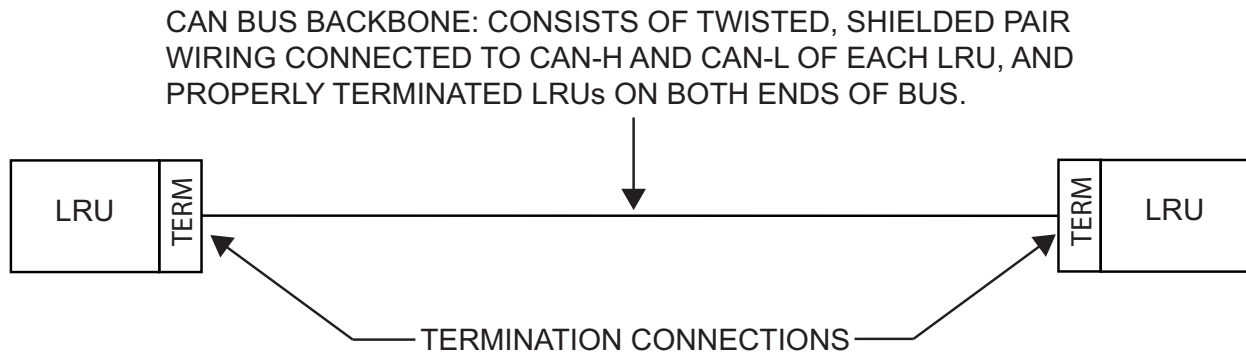 CAN BUS BACKBONE: CONSISTS OF TWISTED, SHIELDED PAIR
WIRING CONNECTED TO CAN-H AND CAN-L OF EACH LRU, AND
PROPERLY TERMINATED LRUs ON BOTH ENDS OF BUS.
LRU
TERM
TERM
LRU
TERMINATION CONNECTIONS